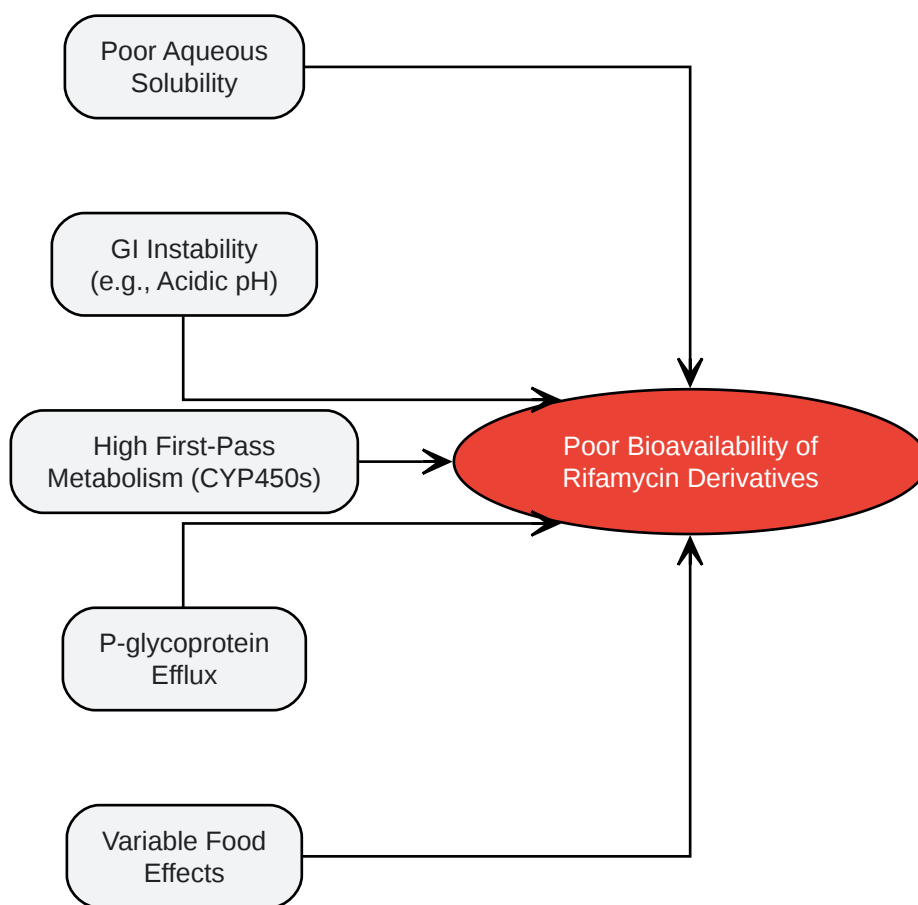 Poor Aqueous
Solubility
GI Instability
(e.g., Acidic pH)
High First-Pass
Metabolism (CYP450s)
Poor Bioavailability of
Rifamycin Derivatives
P-glycoprotein
Efflux
Variable Food
Effects